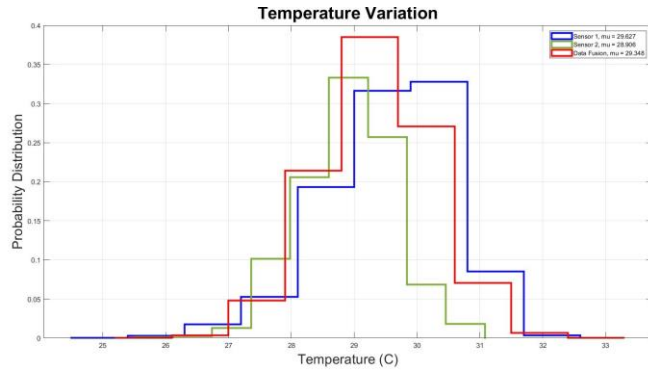 Temperature Variation
Sensor 1, mu = 29.627
Sensor 2, mu = 28.906
Data Fusion, mu = 29.348
0.4
0.35
0.3
0.25
0.2
0.15
0.1
0.05
0
Probability Distribution
25 26 27 28 29 30 31 32 33
Temperature (C)